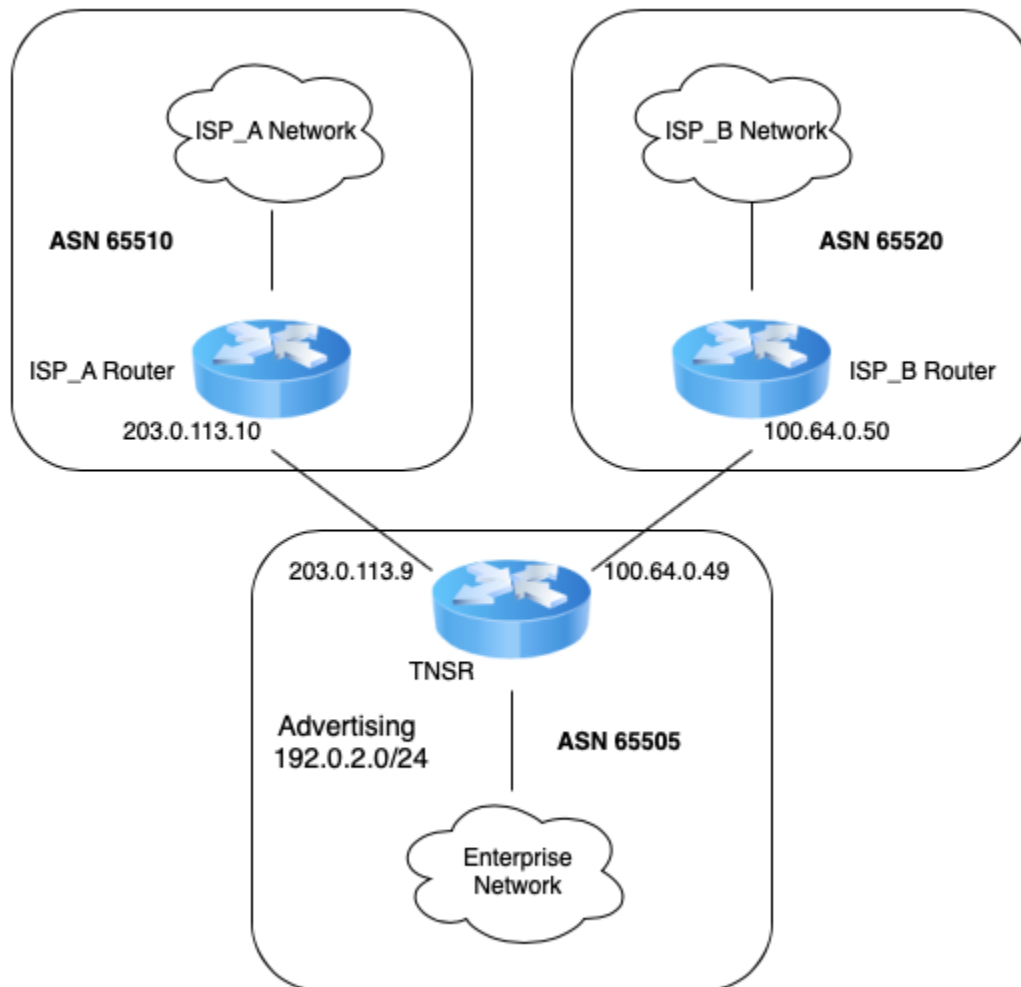 ISP_A Network
ISP_B Network
ASN 65510
ASN 65520
ISP_A Router
ISP_B Router
203.0.113.10
100.64.0.50
203.0.113.9
100.64.0.49
TNSR
Advertising
192.0.2.0/24
ASN 65505
Enterprise
Network